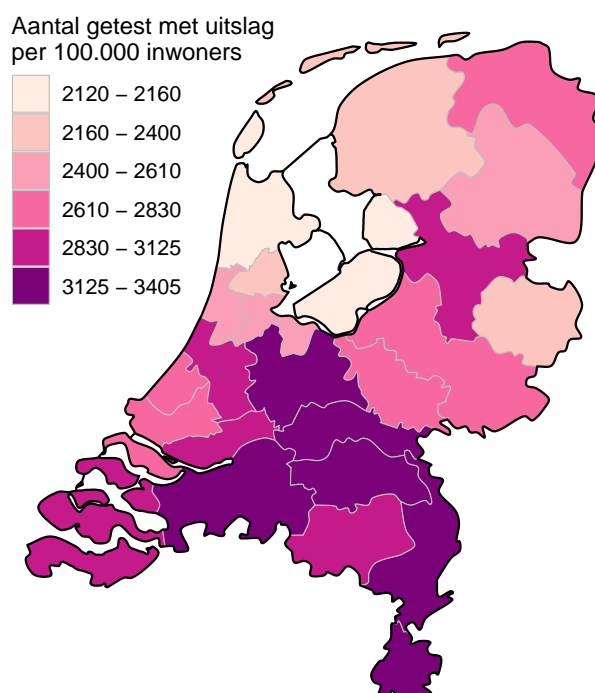 Aantal getest met uitslag
per 100.000 inwoners
2120 – 2160
2160 – 2400
2400 – 2610
2610 – 2830
2830 – 3125
3125 – 3405